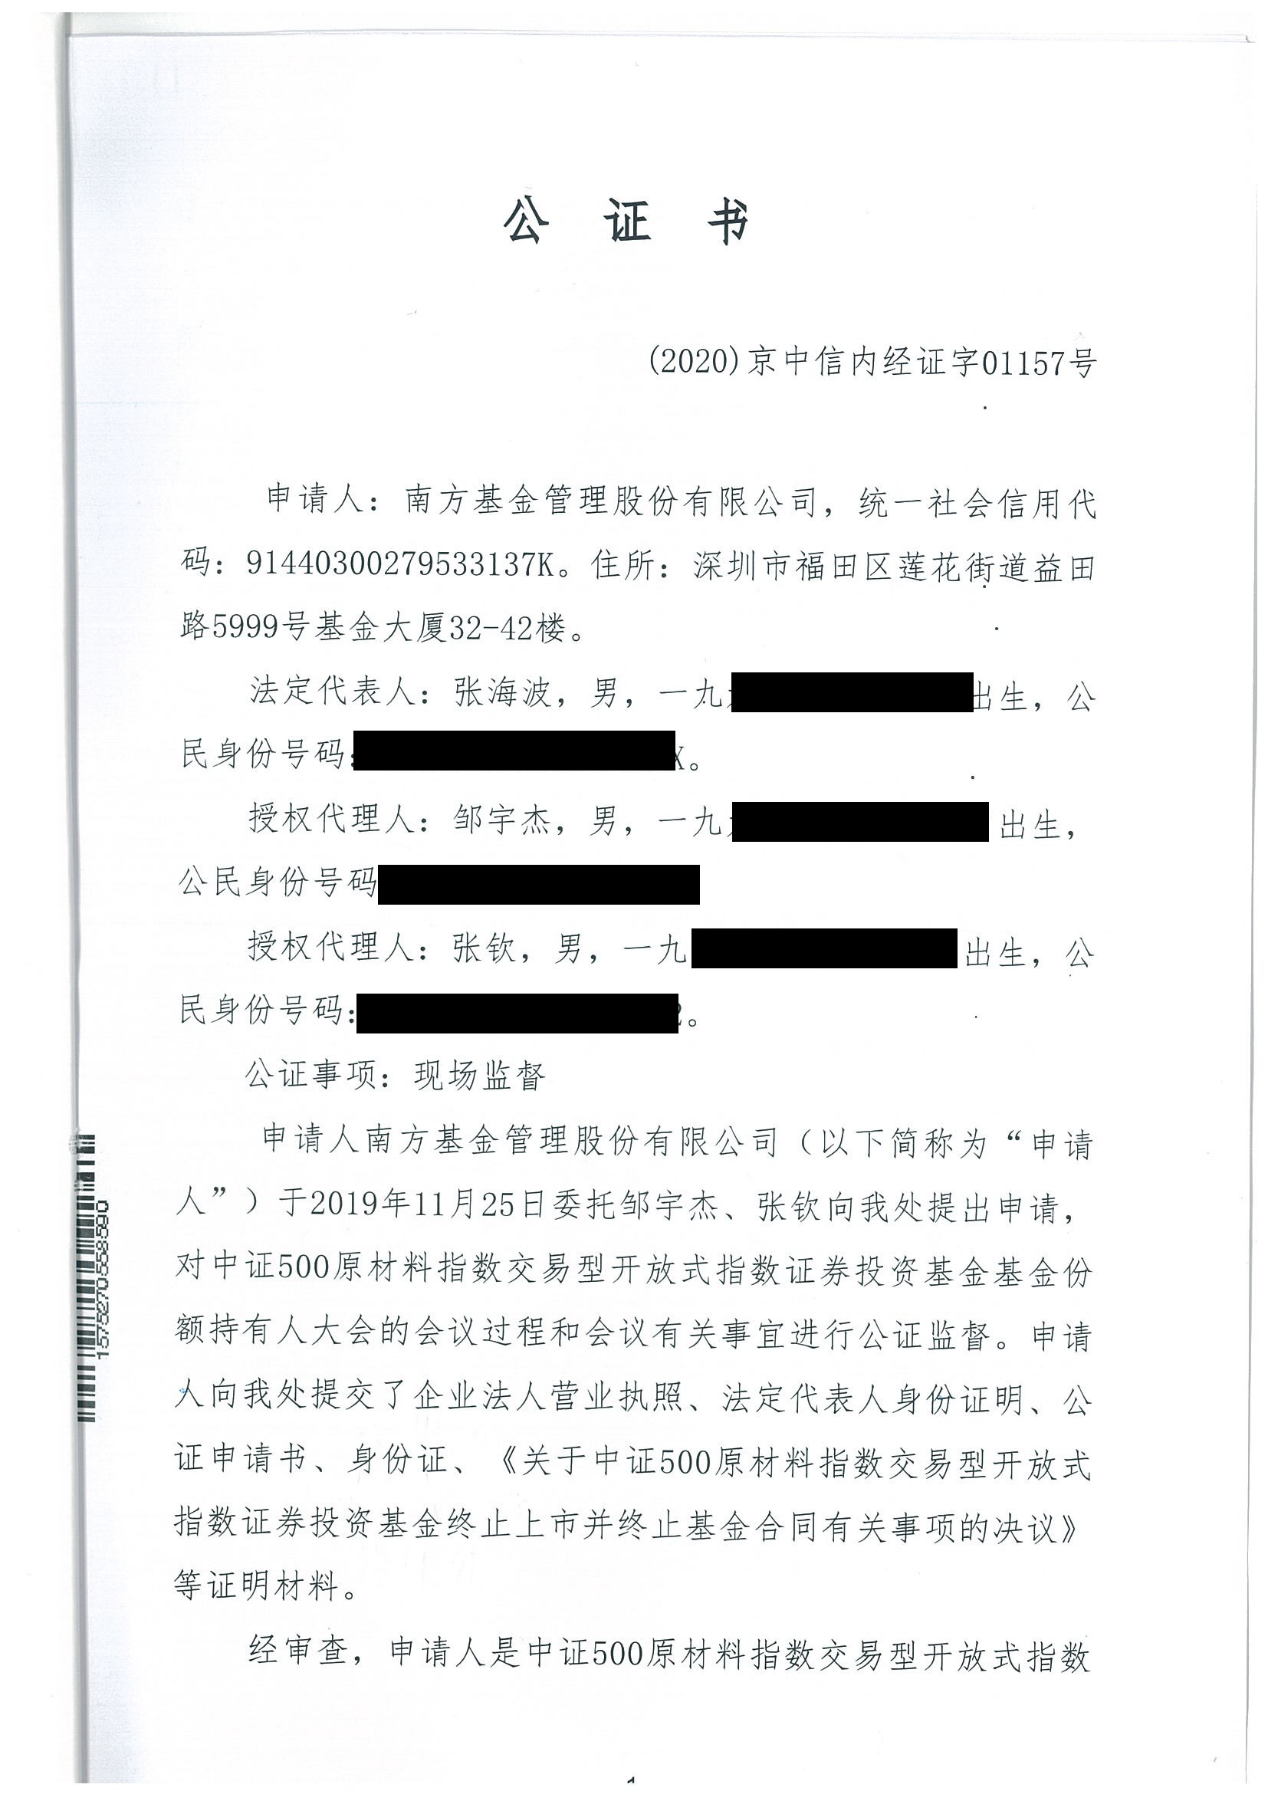 公 证 书
(2020)京中信内经证字01157号
申请人：南方基金管理股份有限公司，统一社会信用代
码：91440300279533137K。住所：深圳市福田区莲花街道益田
路5999号基金大厦32-42楼。
法定代表人：张海波，男，一九 出生，公
民身份号码: X。
授权代理人：邹宇杰，男，一九 出生，
公民身份号码
授权代理人：张钦，男，一九 出生，公
民身份号码: 。
公证事项：现场监督
申请人南方基金管理股份有限公司（以下简称为“申请
人”）于2019年11月25日委托邹宇杰、张钦向我处提出申请，
对中证500原材料指数交易型开放式指数证券投资基金基金份
额持有人大会的会议过程和会议有关事宜进行公证监督。申请
人向我处提交了企业法人营业执照、法定代表人身份证明、公
证申请书、身份证、《关于中证500原材料指数交易型开放式
指数证券投资基金终止上市并终止基金合同有关事项的决议》
等证明材料。
经审查，申请人是中证500原材料指数交易型开放式指数
1575270558590